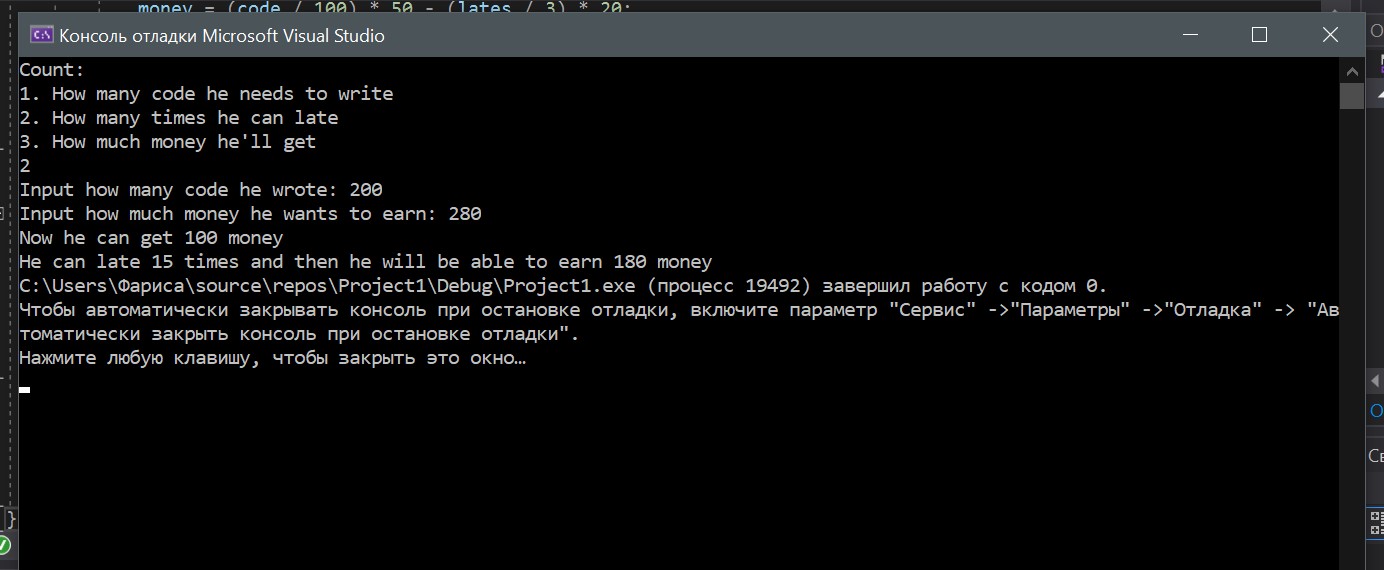 money = (code / 100) * 50 - (lates / 3) * 20;
Консоль отладки Microsoft Visual Studio
Count:
1. How many code he needs to write
2. How many times he can late
3. How much money he'll get
2
Input how many code he wrote: 200
Input how much money he wants to earn: 280
Now he can get 100 money
He can late 15 times and then he will be able to earn 180 money
C:\Users\Фариса\source\repos\Project1\Debug\Project1.exe (процесс 19492) завершил работу с кодом 0.
Чтобы автоматически закрывать консоль при остановке отладки, включите параметр "Сервис" ->"Параметры" ->"Отладка" -> "Ав
томатически закрыть консоль при остановке отладки".
Нажмите любую клавишу, чтобы закрыть это окно…
}